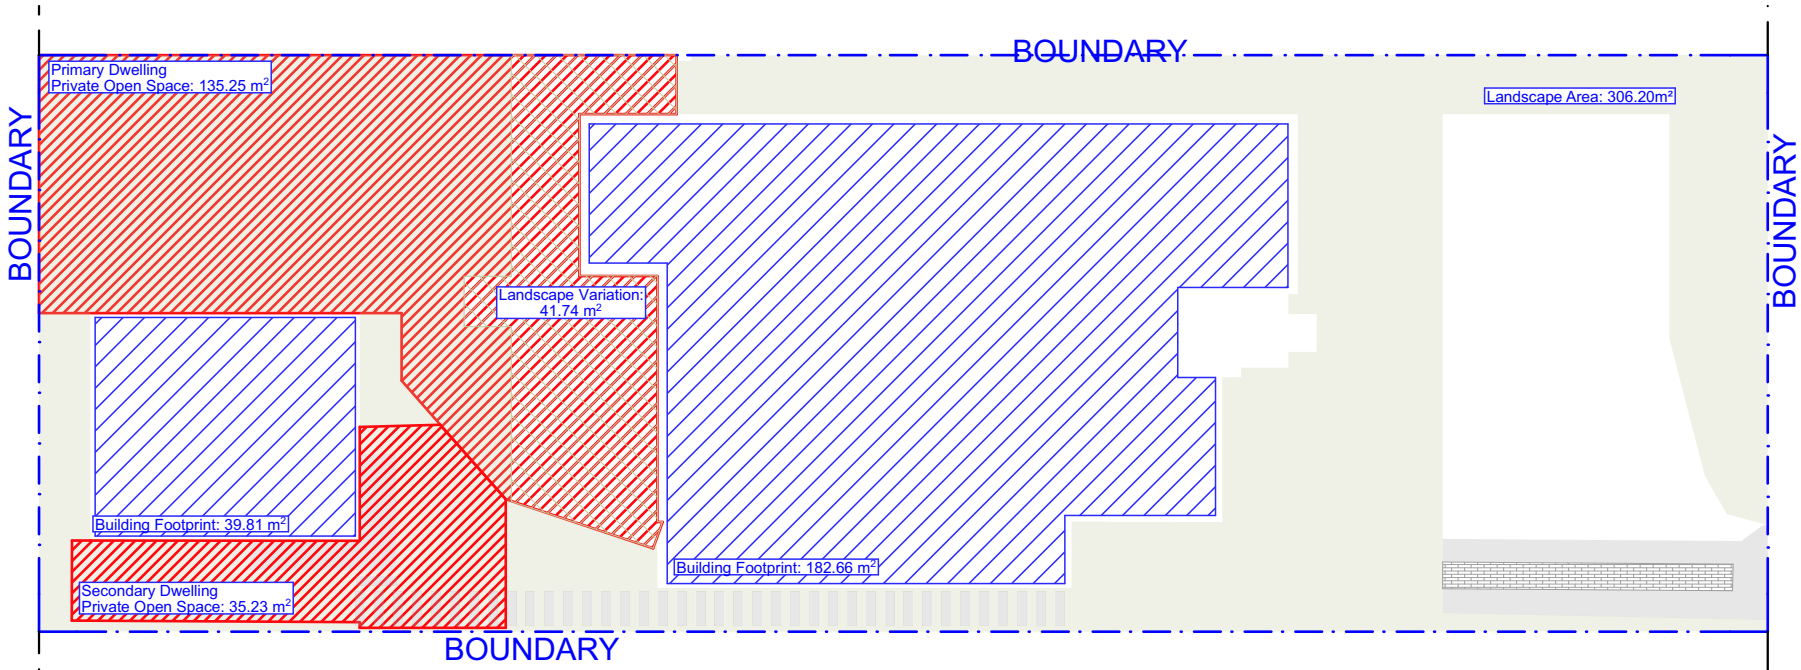 BOUNDARY
Primary Dwelling
Private Open Space: 135.25 m²
Landscape Area: 306.20m²
BOUNDARY
BOUNDARY
Landscape Variation:
41.74 m²
Building Footprint: 39.81 m²
Building Footprint: 182.66 m²
Secondary Dwelling
Private Open Space: 35.23 m²
BOUNDARY